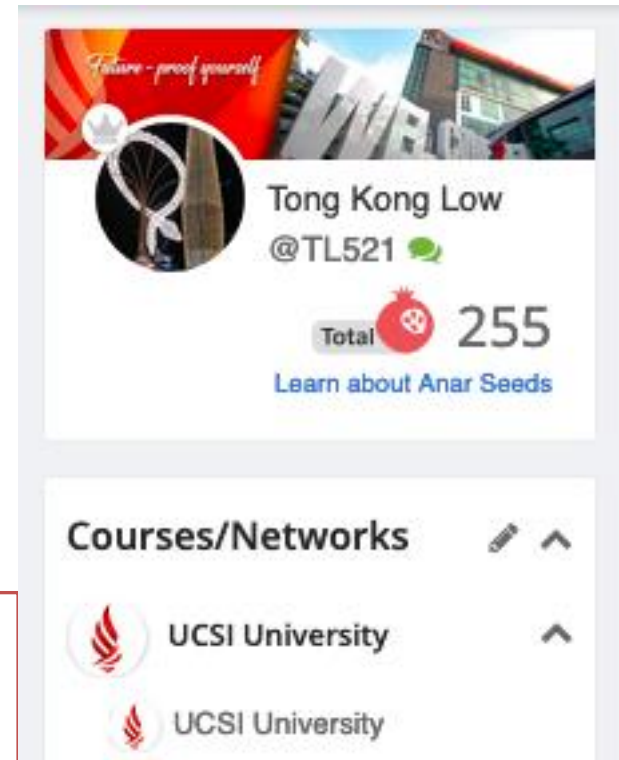 Future - proof yourself
Tong Kong Low
@TL521
Total 255
Learn about Anar Seeds
Courses/Networks
UCSI University
UCSI University